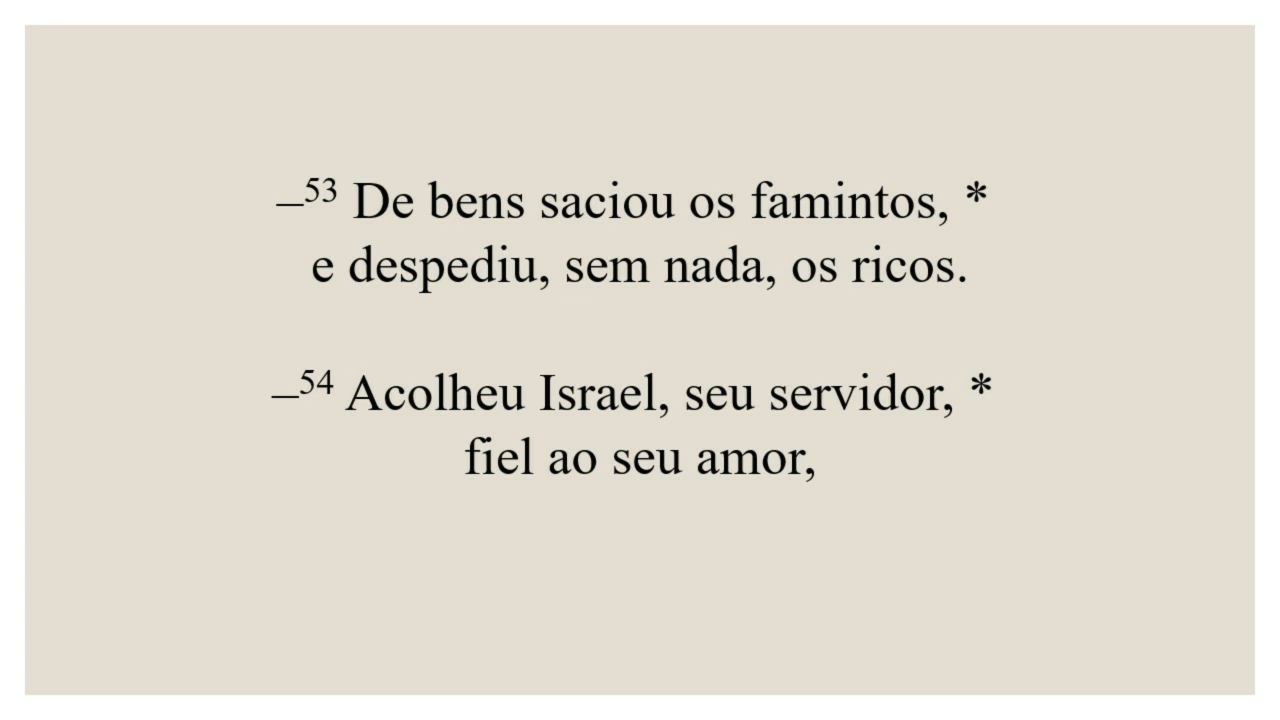 –⁵³ De bens saciou os famintos, *
e despediu, sem nada, os ricos.
–⁵⁴ Acolheu Israel, seu servidor, *
fiel ao seu amor,